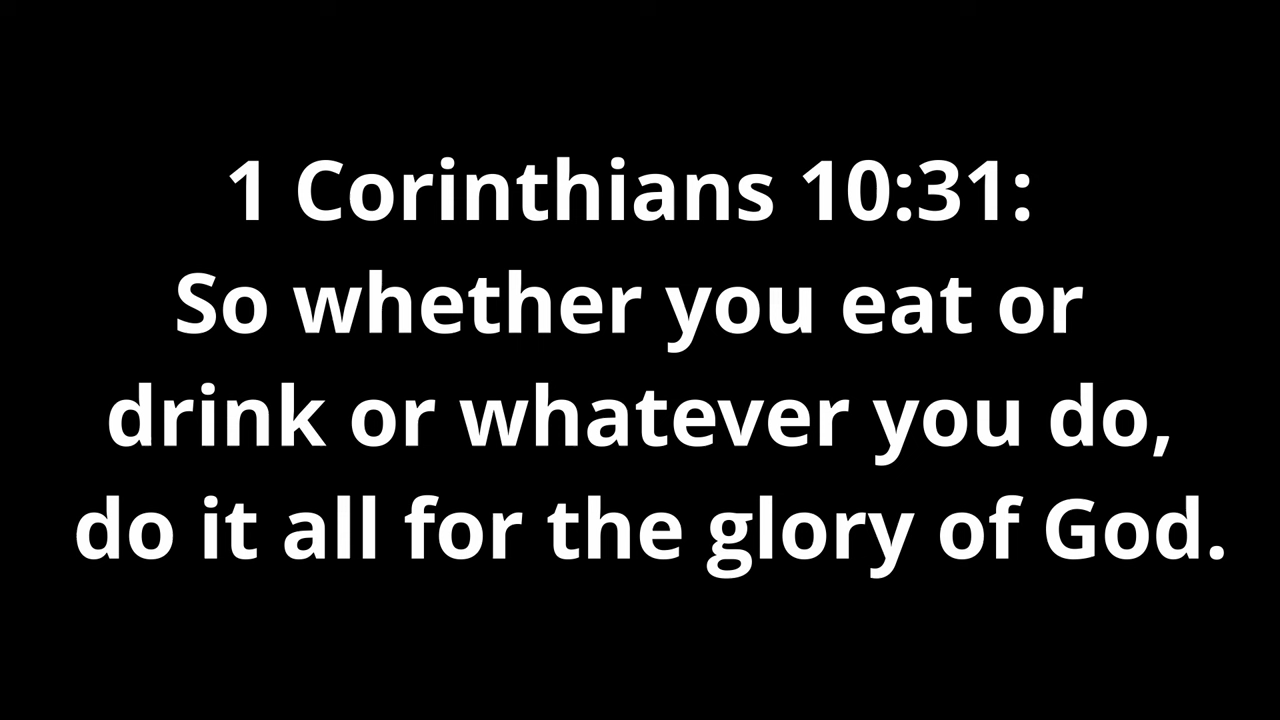 1 Corinthians 10:31:
So whether you eat or
drink or whatever you do,
do it all for the glory of God.